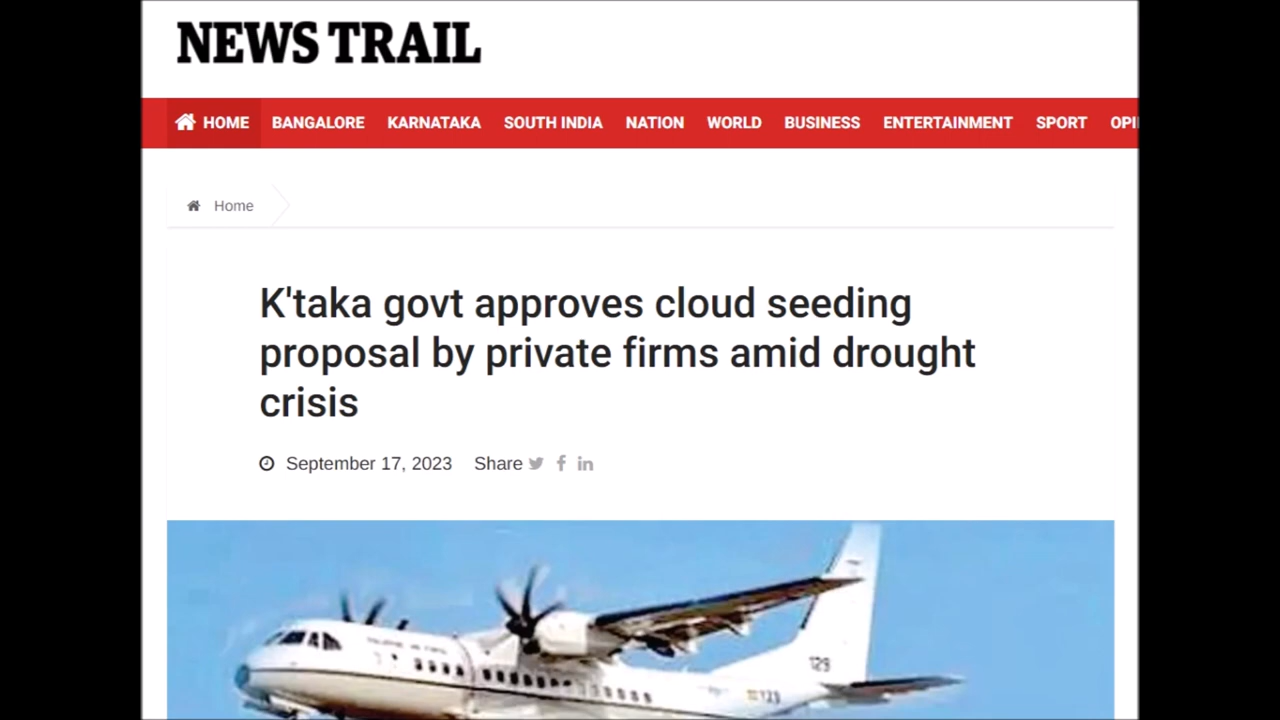 NEWS TRAIL
HOME BANGALORE KARNATAKA SOUTH INDIA NATION WORLD BUSINESS ENTERTAINMENT SPORT OPI
Home
K'taka govt approves cloud seeding
proposal by private firms amid drought
crisis
September 17, 2023 Share
129